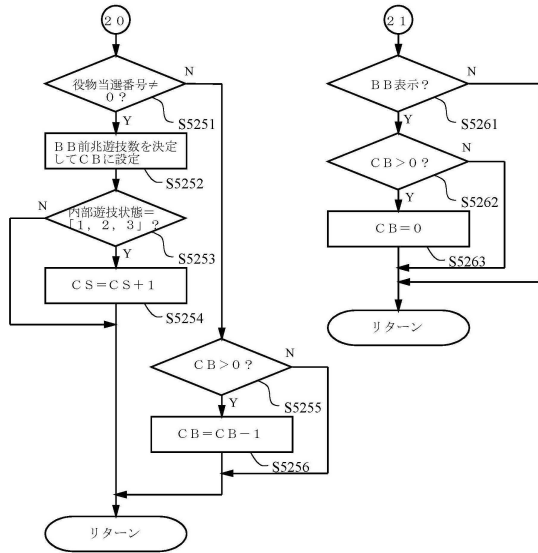 ２０
役物当選番号≠
０？
N
Y
S5251
ＢＢ前兆遊技数を決定
してＣＢに設定
S5252
N
内部遊技状態＝
「１，２，３」？
Y
S5253
ＣＳ＝ＣＳ＋１
S5254
ＣＢ＞０？
N
Y
S5255
ＣＢ＝ＣＢ－１
S5256
リターン
２１
ＢＢ表示？
N
Y
S5261
ＣＢ＞０？
N
Y
S5262
ＣＢ＝０
S5263
リターン